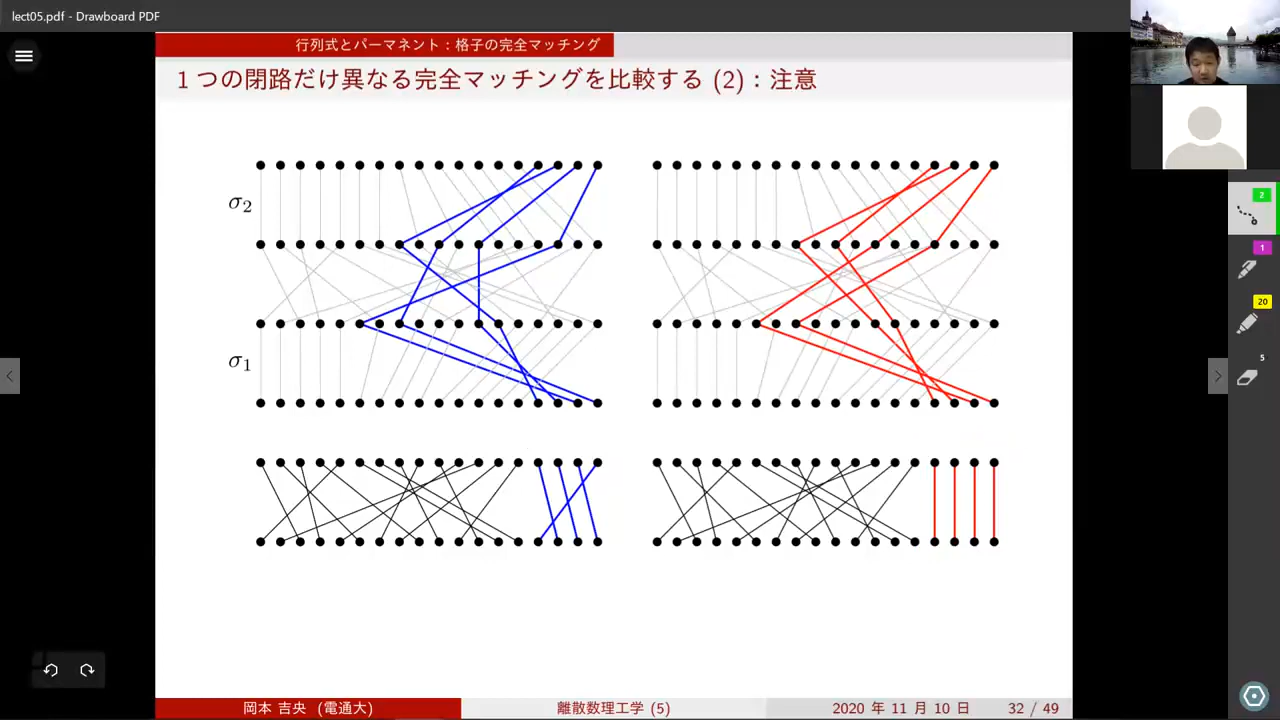 lect05.pdf - Drawboard PDF
行列式とパーマネント : 格子の完全マッチング
1 つの閉路だけ異なる完全マッチングを比較する (2) : 注意
σ2
σ1
2
1
20
5
岡本 吉央 (電通大)
離散数理工学 (5)
2020 年 11 月 10 日
32 / 49